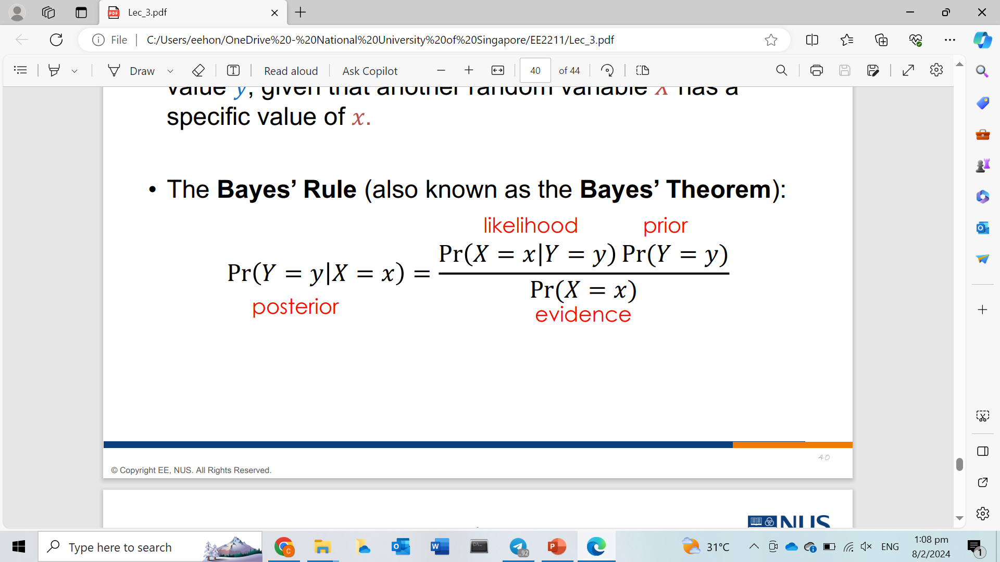 Lec_3.pdf
File
C:/Users/eehon/OneDrive%20-%20National%20University%20of%20Singapore/EE2211/Lec_3.pdf
Draw
Read aloud
Ask Copilot
40
of 44
value y, given that another random variable X has a
specific value of x.
• The Bayes’ Rule (also known as the Bayes’ Theorem):
likelihood prior
Pr(X = x|Y = y) Pr(Y = y)
Pr(Y = y|X = x) =
Pr(X = x)
posterior
evidence
40
© Copyright EE, NUS. All Rights Reserved.
NUS
Type here to search
92
31°C
ENG
1:08 pm
8/2/2024
1